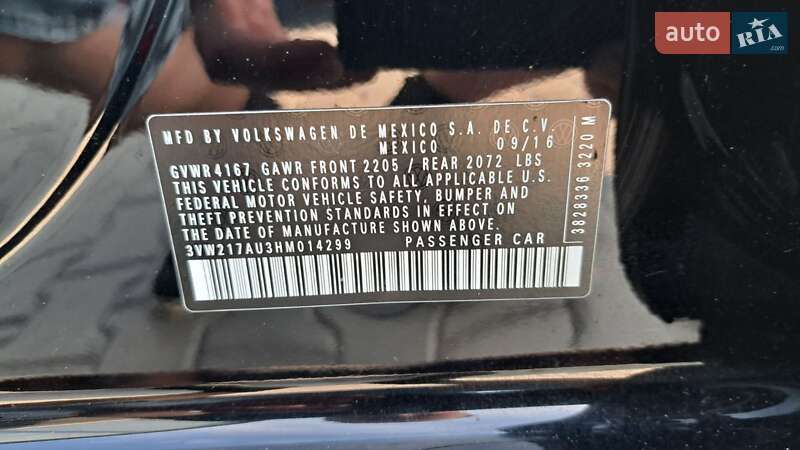 auto RIA .com
MFD BY VOLKSWAGEN DE MEXICO S.A. DE C.V.
MEXICO 09/16
GVWR 4167 GAWR FRONT 2205 / REAR 2072 LBS
THIS VEHICLE CONFORMS TO ALL APPLICABLE U.S.
FEDERAL MOTOR VEHICLE SAFETY, BUMPER AND
THEFT PREVENTION STANDARDS IN EFFECT ON
THE DATE OF MANUFACTURE SHOWN ABOVE.
3VW217AU3HM014299 PASSENGER CAR
3828336 3220 M